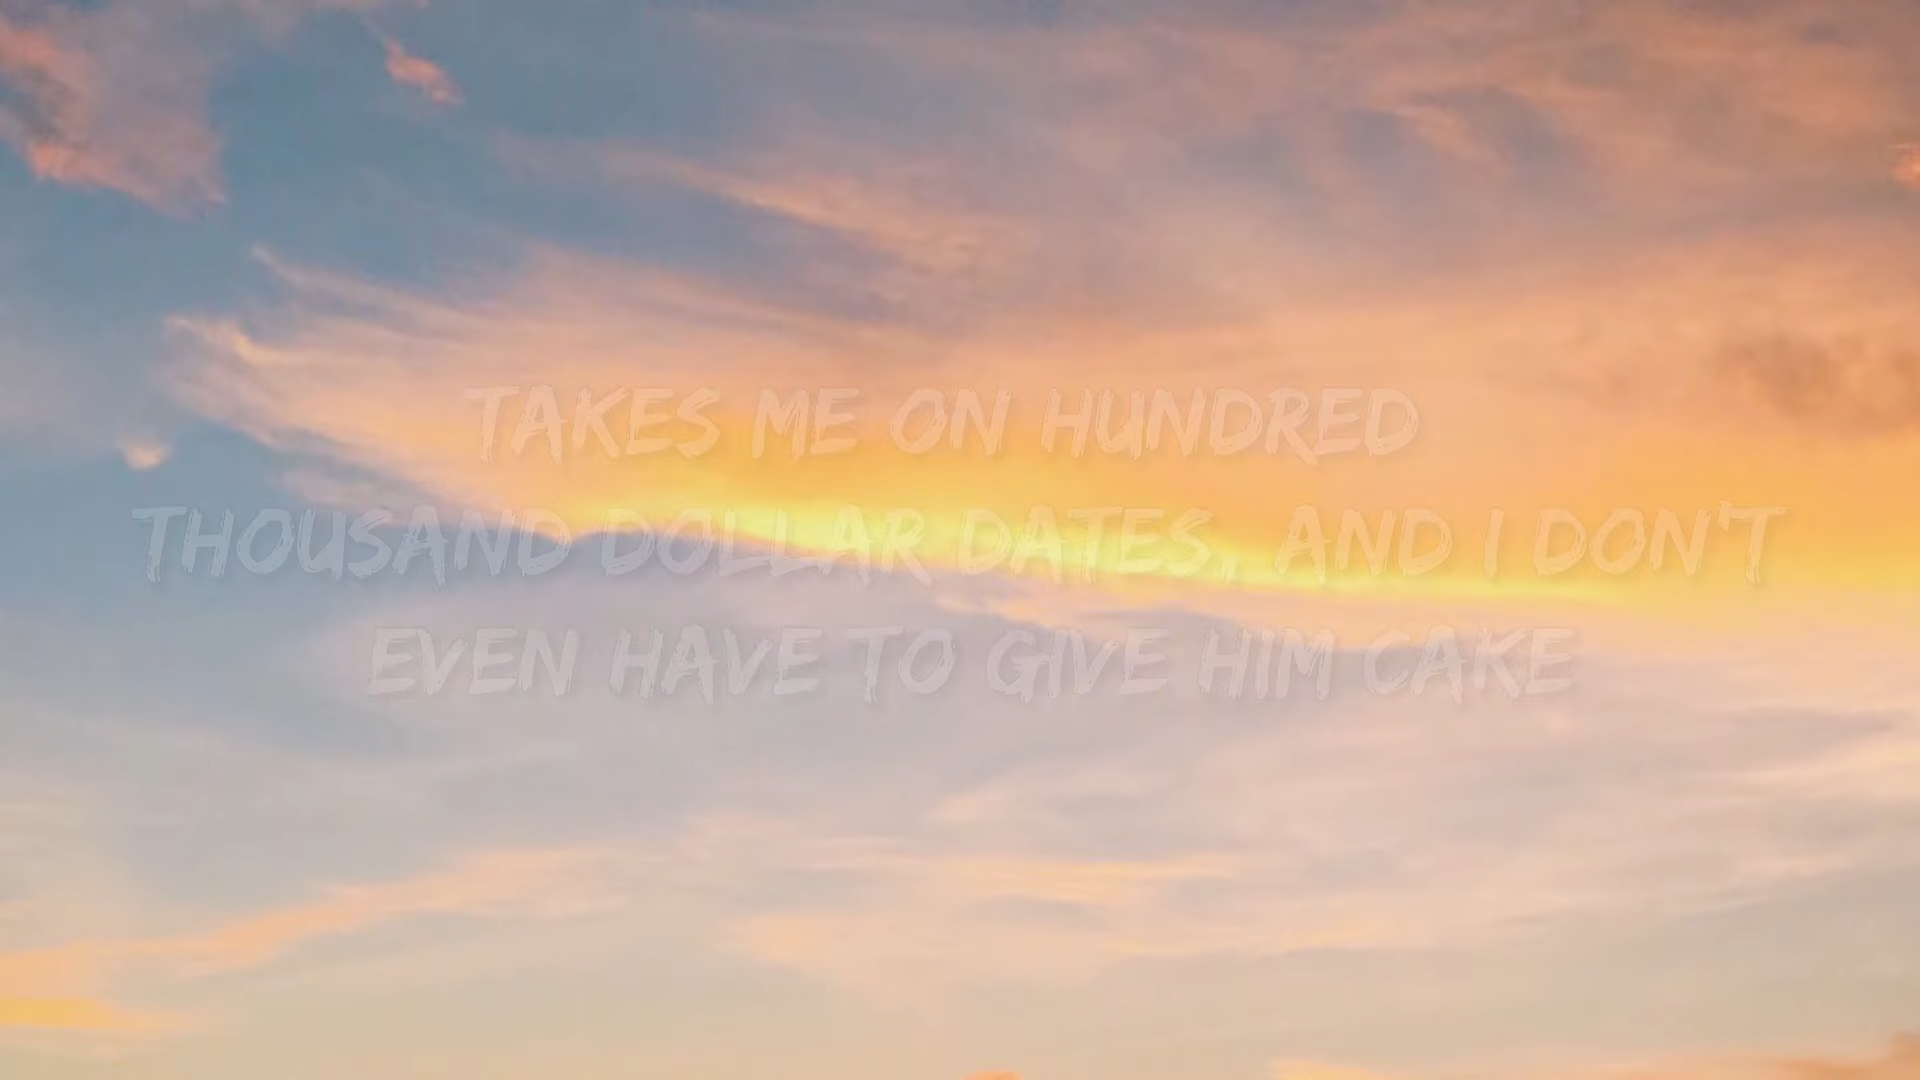 TAKES ME ON HUNDRED
THOUSAND DOLLAR DATES, AND I DON'T
EVEN HAVE TO GIVE HIM CAKE